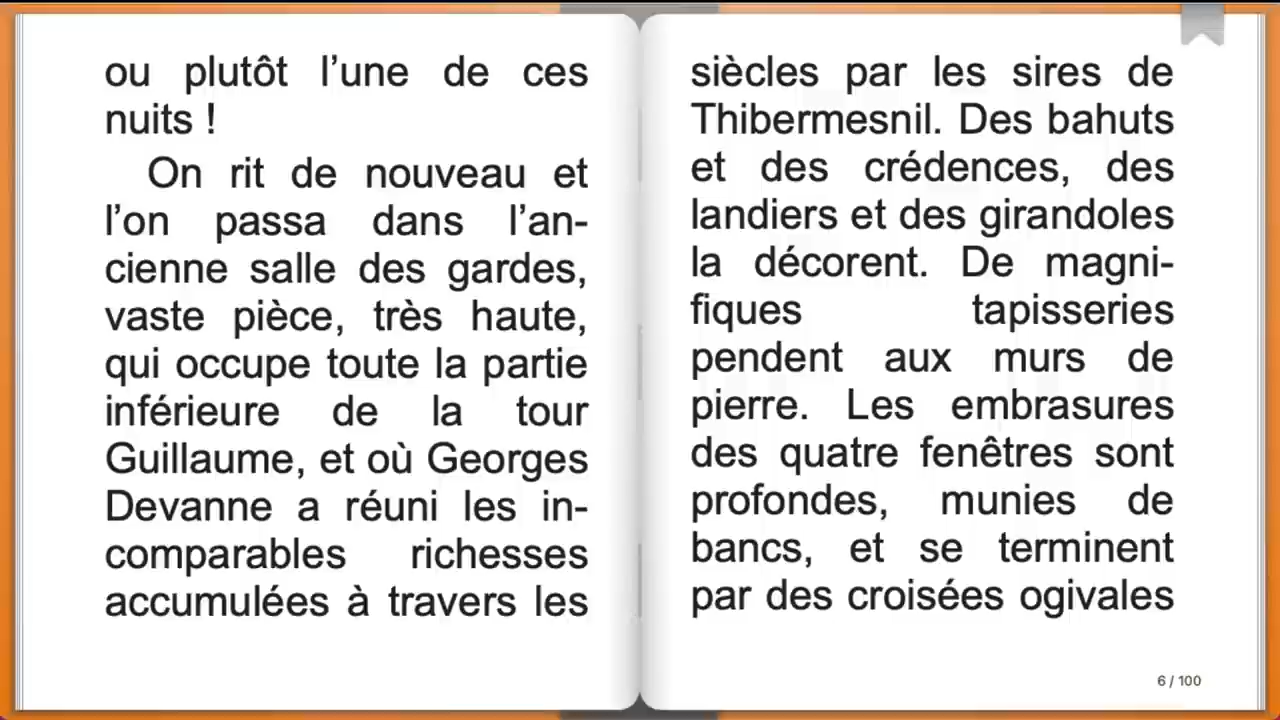 ou plutôt l’une de ces
nuits !
On rit de nouveau et
l’on passa dans l’an-
cienne salle des gardes,
vaste pièce, très haute,
qui occupe toute la partie
inférieure de la tour
Guillaume, et où Georges
Devanne a réuni les in-
comparables richesses
accumulées à travers les
siècles par les sires de
Thibermesnil. Des bahuts
et des crédences, des
landiers et des girandoles
la décorent. De magni-
fiques tapisseries
pendent aux murs de
pierre. Les embrasures
des quatre fenêtres sont
profondes, munies de
bancs, et se terminent
par des croisées ogivales
6 / 100